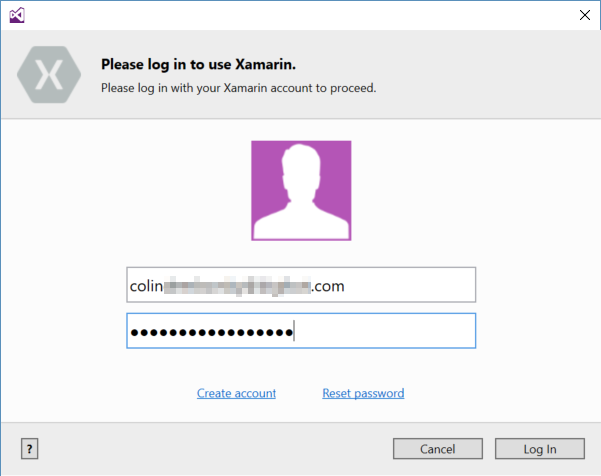 X
Please log in to use Xamarin.
Please log in with your Xamarin account to proceed.
colin
.com
●●●●●●●●●●●●●●●●●
Create account Reset password
? Cancel Log In